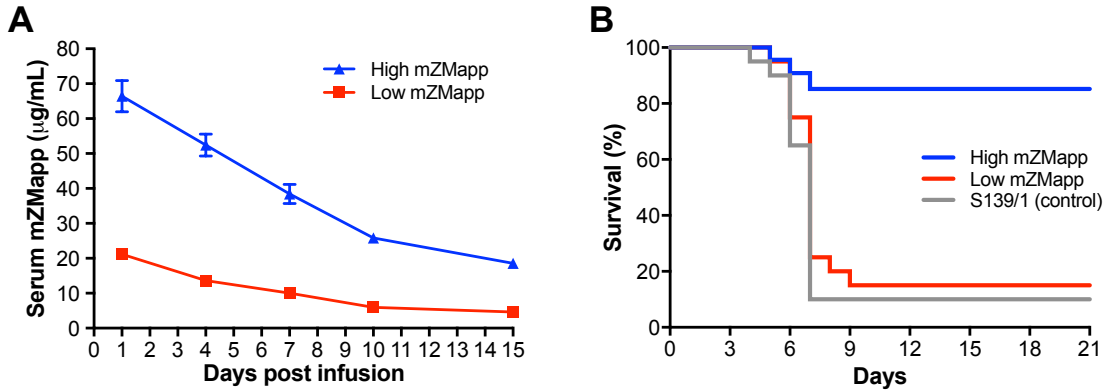 A
Serum mZMapp (µg/mL)
80
70
60
50
40
30
20
10
0
High mZMapp
Low mZMapp
0 1 2 3 4 5 6 7 8 9 10 11 12 13 14 15
Days post infusion
B
Survival (%)
100
80
60
40
20
0
High mZMapp
Low mZMapp
S139/1 (control)
0 3 6 9 12 15 18 21
Days